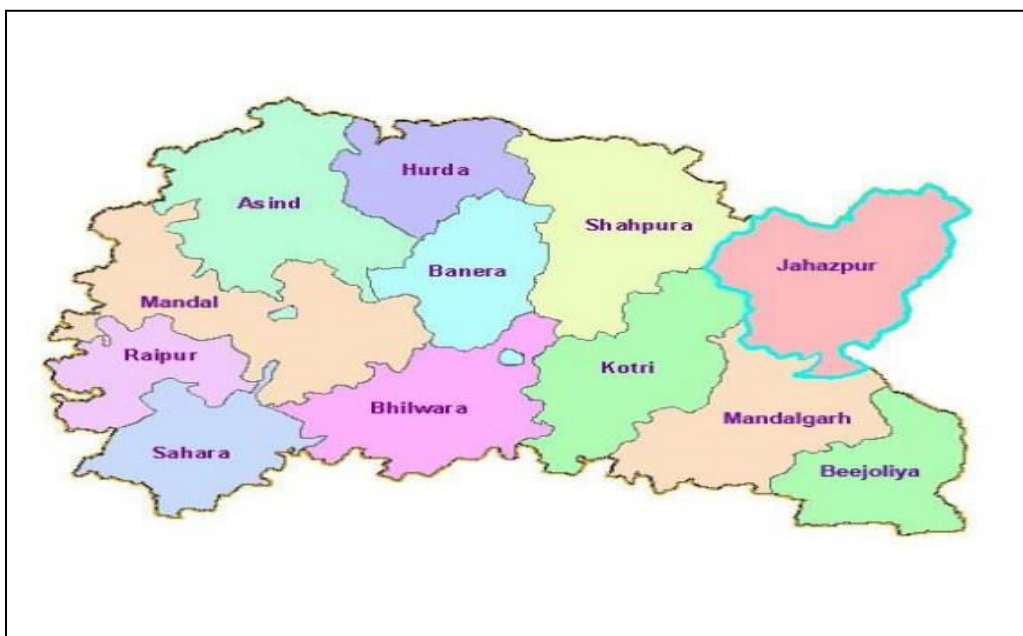 Hurda
Asind
Shahpura
Banera
Jahazpur
Mandal
Raipur
Kotri
Bhilwara
Mandalgarh
Sahara
Beejoliya